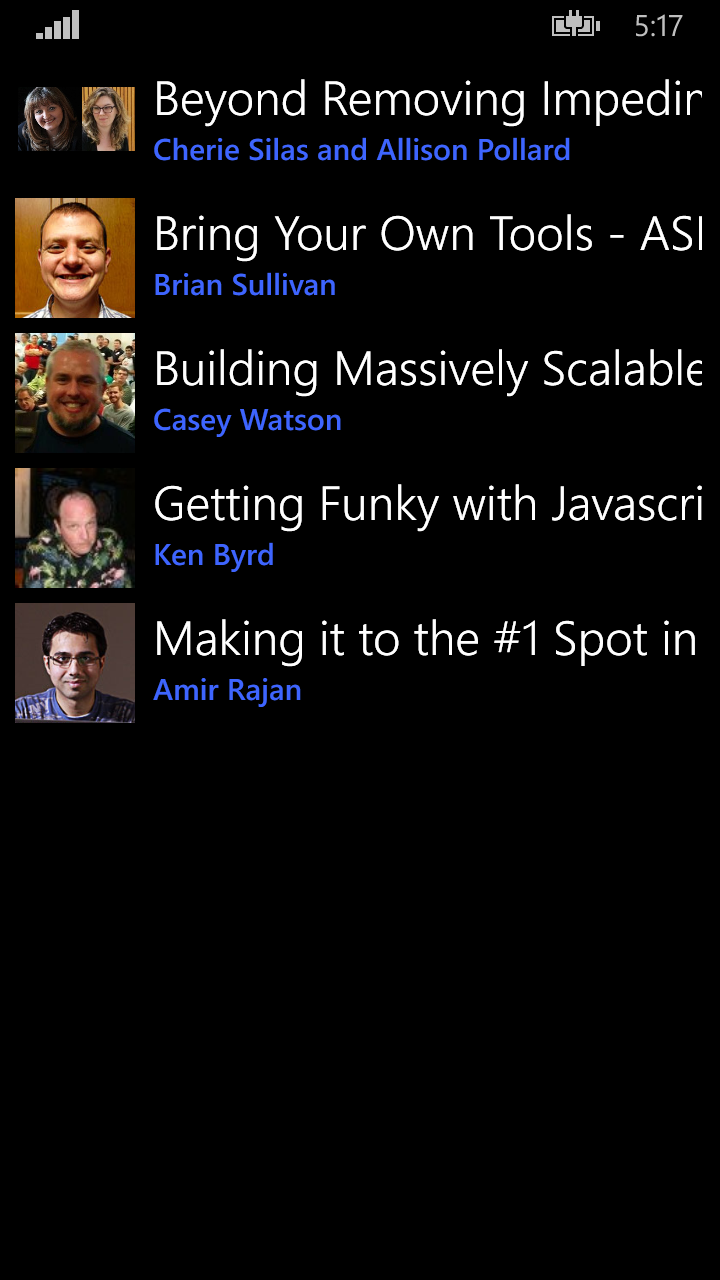 5:17
Beyond Removing Impedin
Cherie Silas and Allison Pollard
Bring Your Own Tools - ASI
Brian Sullivan
Building Massively Scalable
Casey Watson
Getting Funky with Javascri
Ken Byrd
Making it to the #1 Spot in
Amir Rajan